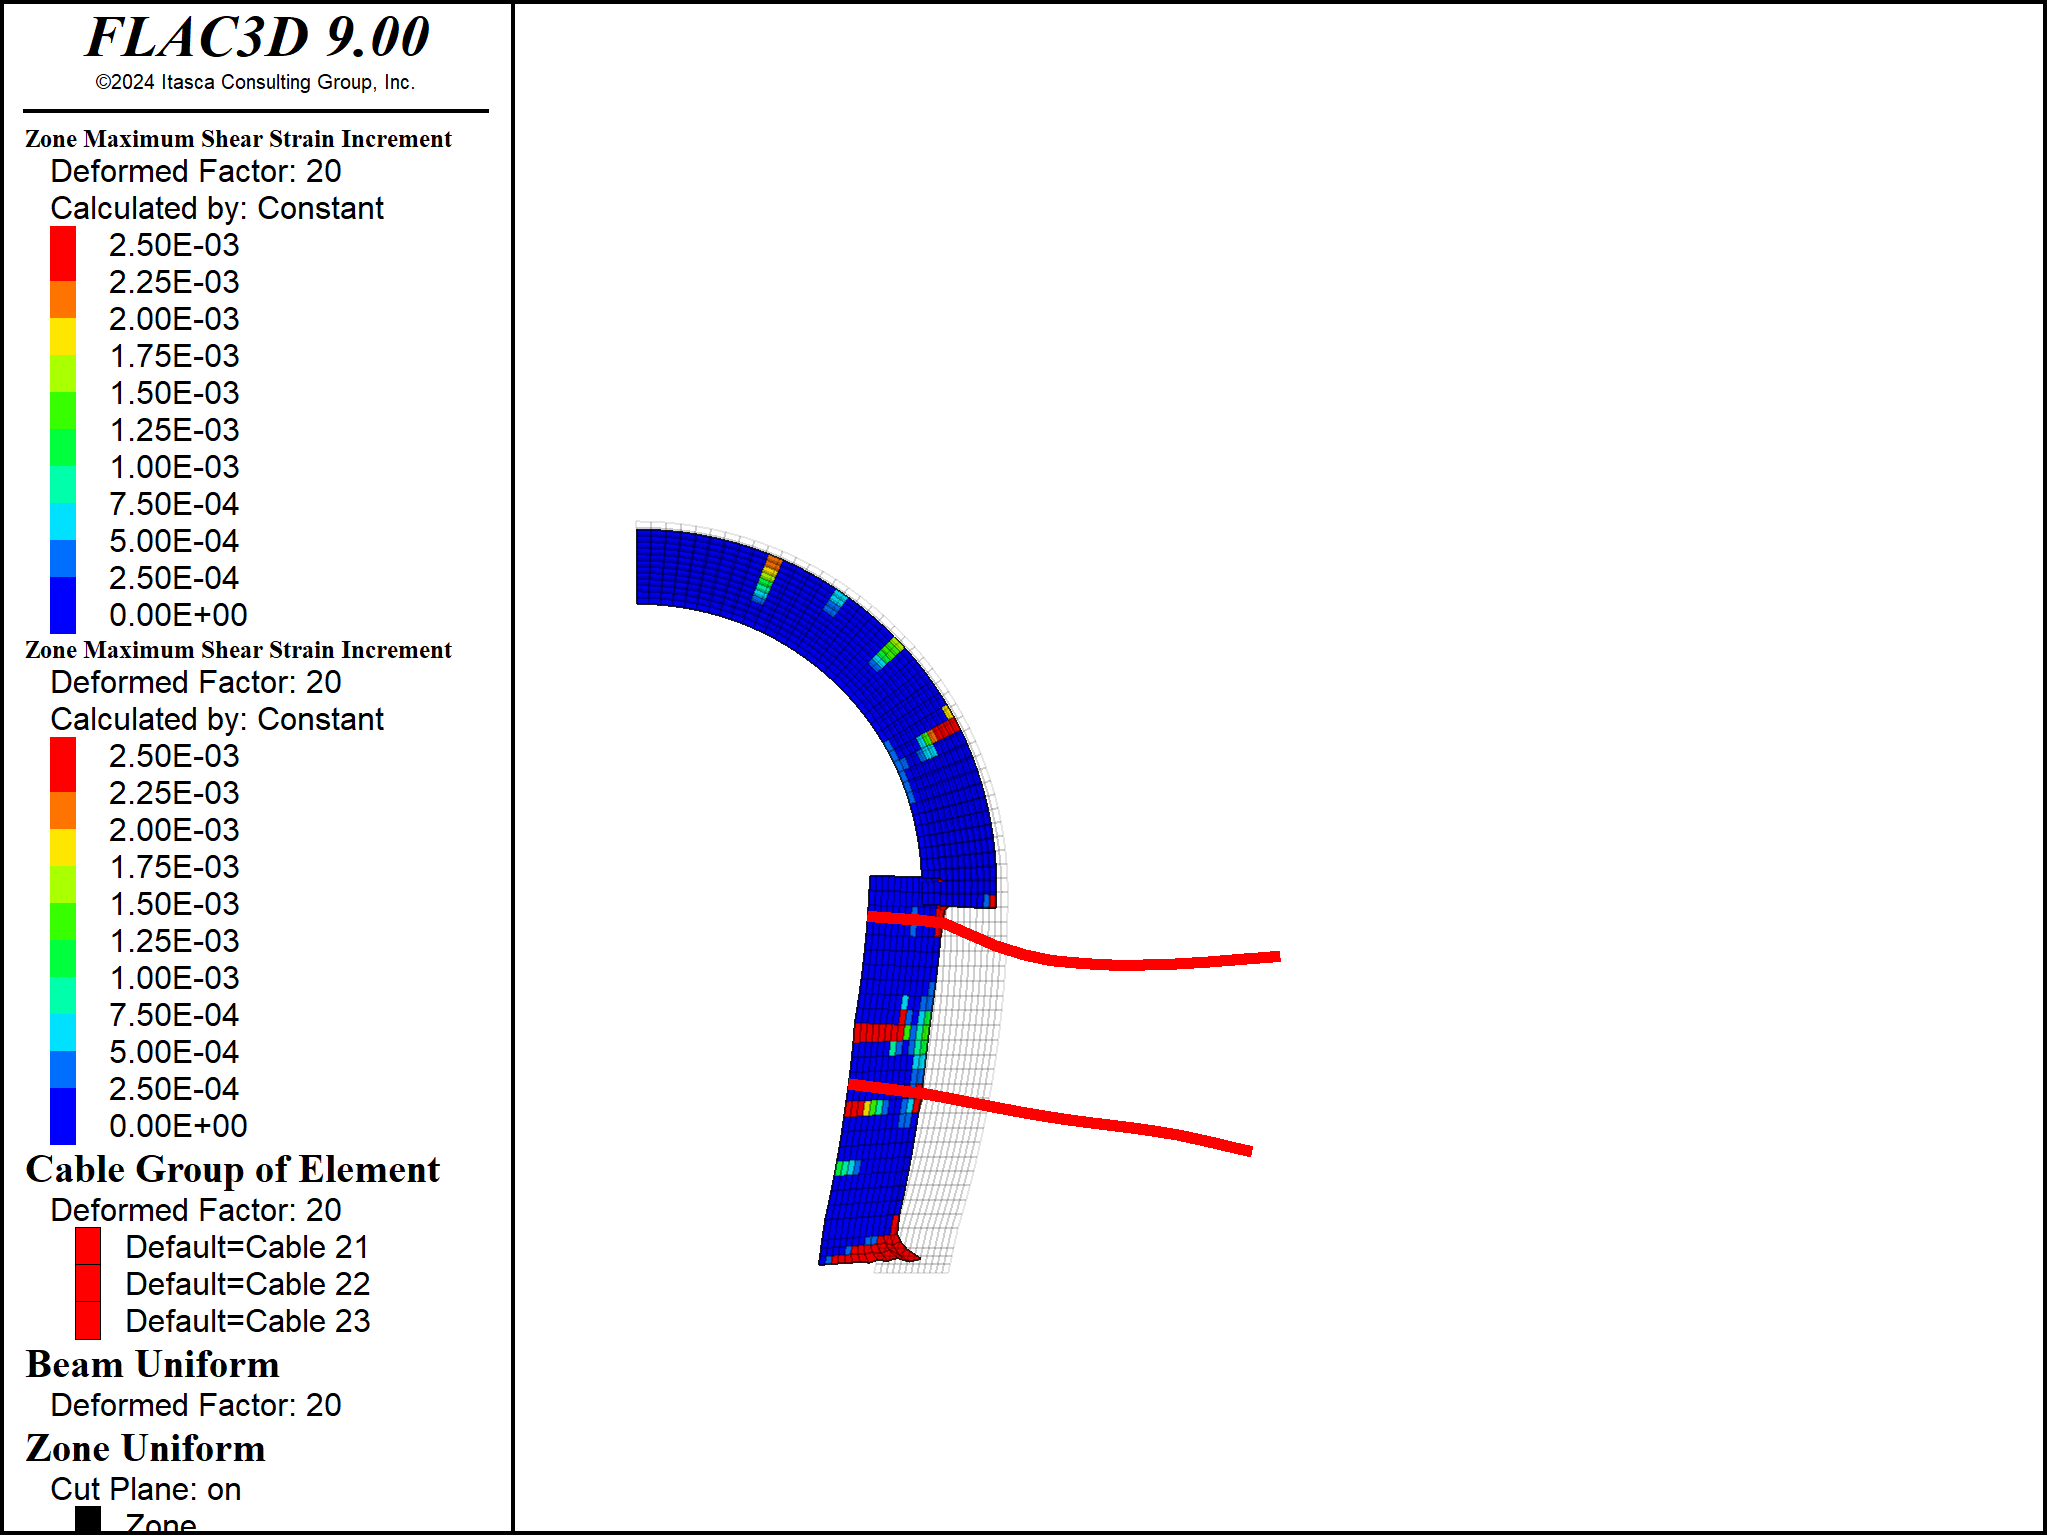 FLAC3D 9.00
©2024 Itasca Consulting Group, Inc.
Zone Maximum Shear Strain Increment
Deformed Factor: 20
Calculated by: Constant
2.50E-03
2.25E-03
2.00E-03
1.75E-03
1.50E-03
1.25E-03
1.00E-03
7.50E-04
5.00E-04
2.50E-04
0.00E+00
Zone Maximum Shear Strain Increment
Deformed Factor: 20
Calculated by: Constant
2.50E-03
2.25E-03
2.00E-03
1.75E-03
1.50E-03
1.25E-03
1.00E-03
7.50E-04
5.00E-04
2.50E-04
0.00E+00
Cable Group of Element
Deformed Factor: 20
Default=Cable 21
Default=Cable 22
Default=Cable 23
Beam Uniform
Deformed Factor: 20
Zone Uniform
Cut Plane: on
Zone